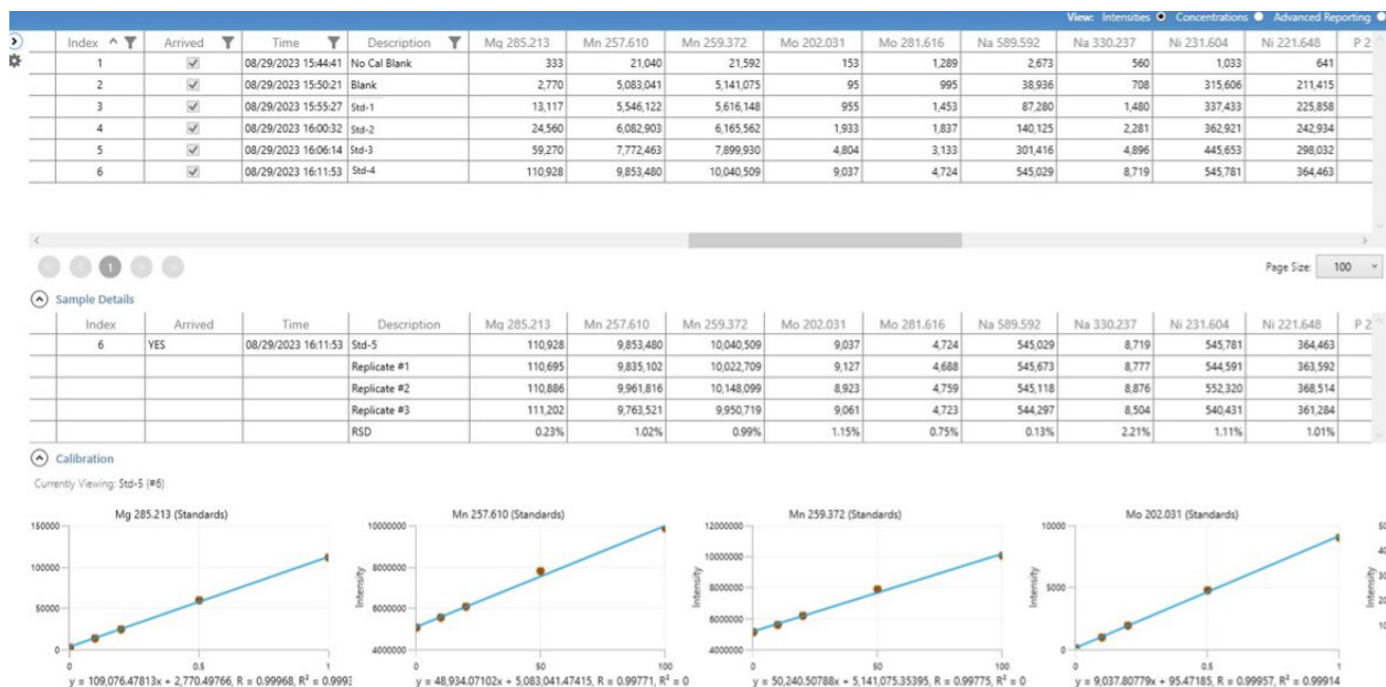 View: Intensities Concentrations Advanced Reporting
Index Arrived Time Description Mg 285.213 Mn 257.610 Mn 259.372 Mo 202.031 Mo 281.616 Na 589.592 Na 330.237 Ni 231.604 Ni 221.648 P 2
1 08/29/2023 15:44:41 No Cal Blank 333 21,040 21,592 153 1,289 2,673 560 1,033 641
2 08/29/2023 15:50:21 Blank 2,770 5,083,041 5,141,075 95 995 38,936 708 315,606 211,415
3 08/29/2023 15:55:27 Std-1 13,117 5,546,122 5,616,148 955 1,453 87,280 1,480 337,433 225,858
4 08/29/2023 16:00:32 Std-2 24,560 6,082,903 6,165,562 1,933 1,837 140,125 2,281 362,921 242,934
5 08/29/2023 16:06:14 Std-3 59,270 7,772,463 7,899,930 4,804 3,133 301,416 4,896 445,653 298,032
6 08/29/2023 16:11:53 Std-4 110,928 9,853,480 10,040,509 9,037 4,724 545,029 8,719 545,781 364,463
1 Page Size: 100
Sample Details
Index Arrived Time Description Mg 285.213 Mn 257.610 Mn 259.372 Mo 202.031 Mo 281.616 Na 589.592 Na 330.237 Ni 231.604 Ni 221.648 P 2
6 YES 08/29/2023 16:11:53 Std-5 110,928 9,853,480 10,040,509 9,037 4,724 545,029 8,719 545,781 364,463
Replicate #1 110,695 9,835,102 10,022,709 9,127 4,688 545,673 8,777 544,591 363,592
Replicate #2 110,886 9,961,816 10,148,099 8,923 4,759 545,118 8,876 552,320 368,514
Replicate #3 111,202 9,763,521 9,950,719 9,061 4,723 544,297 8,504 540,431 361,284
RSD 0.23% 1.02% 0.99% 1.15% 0.75% 0.13% 2.21% 1.11% 1.01%
Calibration
Currently Viewing: Std-5 (#6)
Mg 285.213 (Standards) Mn 257.610 (Standards) Mn 259.372 (Standards) Mo 202.031 (Standards)
150000 10000000 12000000 10000
100000 8000000 10000000
50000 6000000 8000000 5000
0 4000000 6000000 0
4000000
Intensity Intensity Intensity Intensity
0 0.5 1 0 50 100 0 50 100 0 0.5 1
y = 109,076.47813x + 2,770.49766, R = 0.99968, R² = 0.999 y = 48,934.07102x + 5,083,041.47415, R = 0.99771, R² = 0 y = 50,240.50788x + 5,141,075.35395, R = 0.99775, R² = 0 y = 9,037.80779x + 95.47185, R = 0.99957, R² = 0.99914